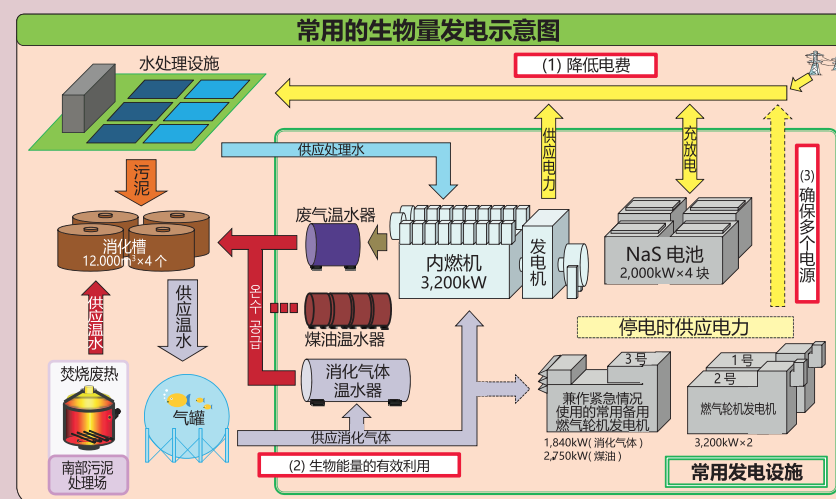 常用的生物量发电示意图
水处理设施
(1) 降低电费
供应处理水
供应电力
充放电
(3)
确保多个电源
污泥
消化槽
12.000m³×4 个
废气温水器
内燃机
3,200kW
发电机
NaS 电池
2,000kW×4 块
供应温水
供应温水
온수 공급
煤油温水器
停电时供应电力
焚烧废热
气罐
消化气体
温水器
3 号
兼作紧急情况
使用的常用备用
燃气轮机发电机
1,840kW( 消化气体 )
2,750kW( 煤油 )
1 号
2 号
燃气轮机发电机
3,200kW×2
供应消化气体
(2) 生物能量的有效利用
南部污泥
处理场
常用发电设施